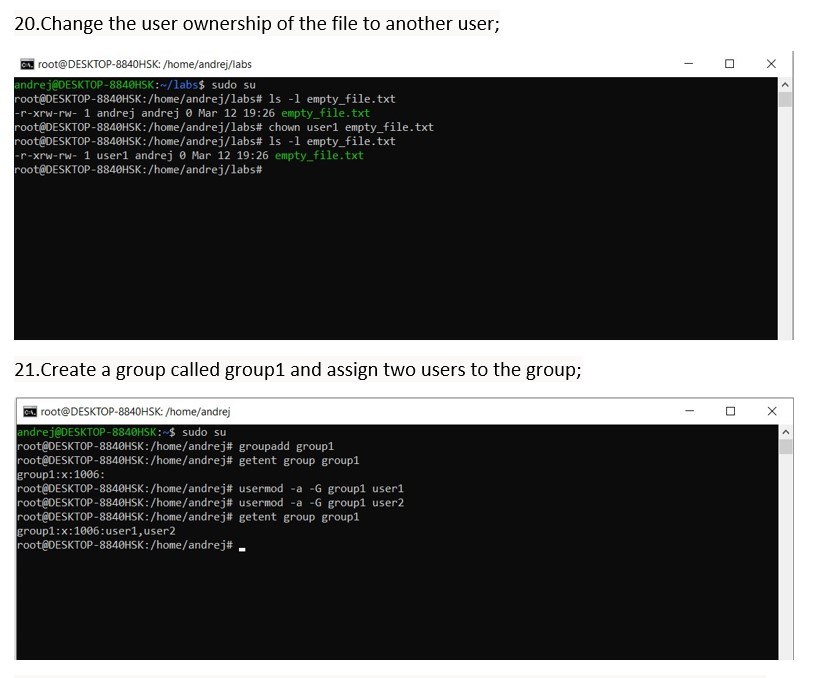 20.Change the user ownership of the file to another user;
root@DESKTOP-8840HSK: /home/andrej/labs
andrej@DESKTOP-8840HSK:~/labs$ sudo su
root@DESKTOP-8840HSK:/home/andrej/labs# ls -l empty_file.txt
-r-xrw-rw- 1 andrej andrej 0 Mar 12 19:26 empty_file.txt
root@DESKTOP-8840HSK:/home/andrej/labs# chown user1 empty_file.txt
root@DESKTOP-8840HSK:/home/andrej/labs# ls -l empty_file.txt
-r-xrw-rw- 1 user1 andrej 0 Mar 12 19:26 empty_file.txt
root@DESKTOP-8840HSK:/home/andrej/labs#
21.Create a group called group1 and assign two users to the group;
root@DESKTOP-8840HSK: /home/andrej
andrej@DESKTOP-8840HSK:~$ sudo su
root@DESKTOP-8840HSK:/home/andrej# groupadd group1
root@DESKTOP-8840HSK:/home/andrej# getent group group1
group1:x:1006:
root@DESKTOP-8840HSK:/home/andrej# usermod -a -G group1 user1
root@DESKTOP-8840HSK:/home/andrej# usermod -a -G group1 user2
root@DESKTOP-8840HSK:/home/andrej# getent group group1
group1:x:1006:user1,user2
root@DESKTOP-8840HSK:/home/andrej#